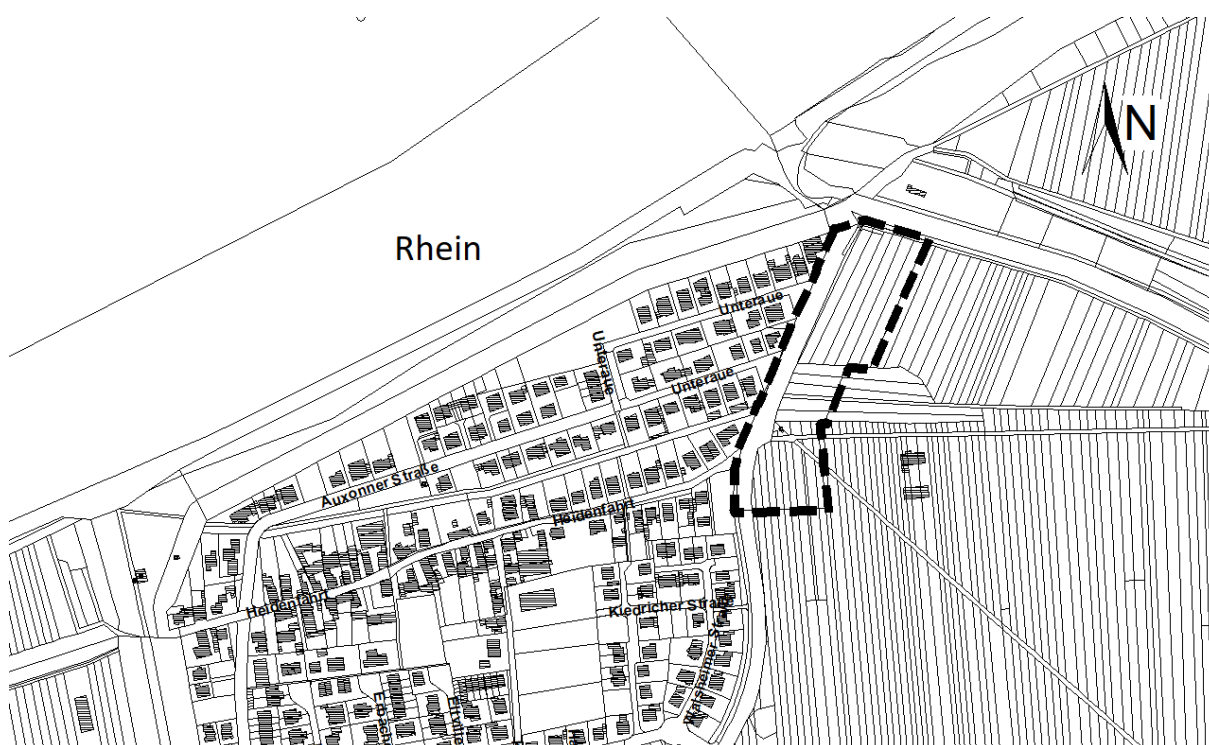 N
Rhein
Unteraue
Unteraue
Unteraue
Auxonner Straße
Heidenfahrt
Heidenfahrt
Kiedricher Straße